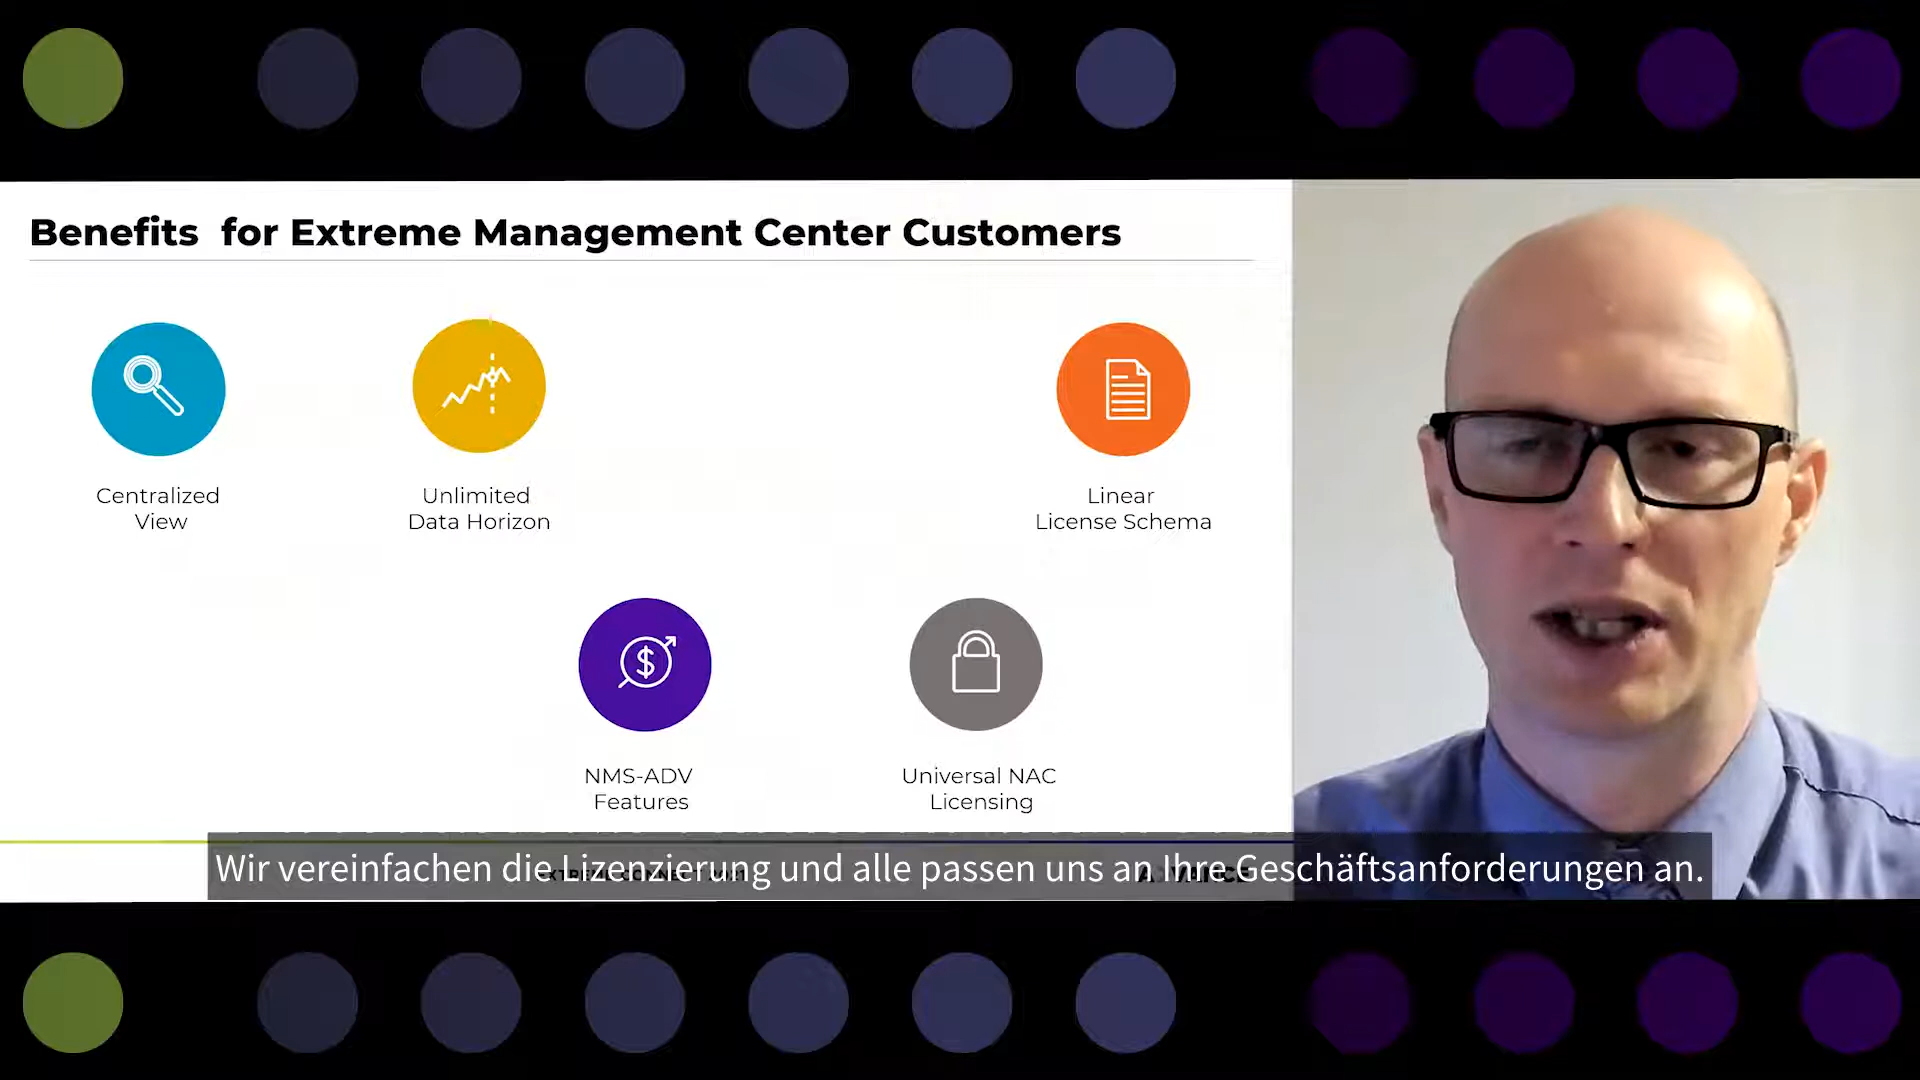 Benefits for Extreme Management Center Customers
Centralized
View
Unlimited
Data Horizon
Linear
License Schema
$
NMS-ADV
Features
Universal NAC
Licensing
Wir vereinfachen die Lizenzierung und alle passen uns an Ihre Geschäftsanforderungen an.